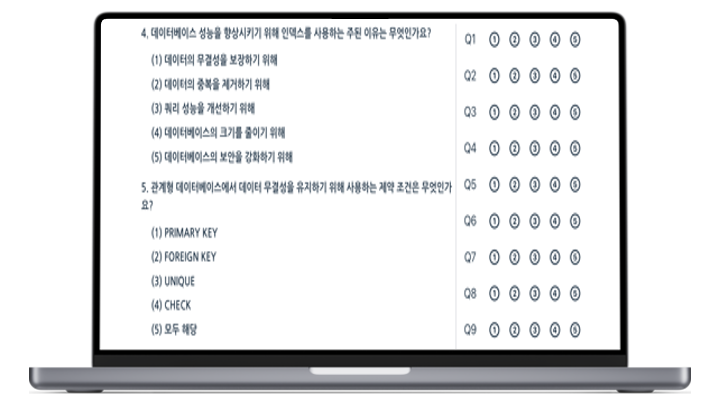 4. 데이터베이스 성능을 향상시키기 위해 인덱스를 사용하는 주된 이유는 무엇인가요?
(1) 데이터의 무결성을 보장하기 위해
(2) 데이터의 중복을 제거하기 위해
(3) 쿼리 성능을 개선하기 위해
(4) 데이터베이스의 크기를 줄이기 위해
(5) 데이터베이스의 보안을 강화하기 위해
5. 관계형 데이터베이스에서 데이터 무결성을 유지하기 위해 사용하는 제약 조건은 무엇인가
요?
(1) PRIMARY KEY
(2) FOREIGN KEY
(3) UNIQUE
(4) CHECK
(5) 모두 해당
Q1 ① ② ③ ④ ⑤
Q2 ① ② ③ ④ ⑤
Q3 ① ② ③ ④ ⑤
Q4 ① ② ③ ④ ⑤
Q5 ① ② ③ ④ ⑤
Q6 ① ② ③ ④ ⑤
Q7 ① ② ③ ④ ⑤
Q8 ① ② ③ ④ ⑤
Q9 ① ② ③ ④ ⑤